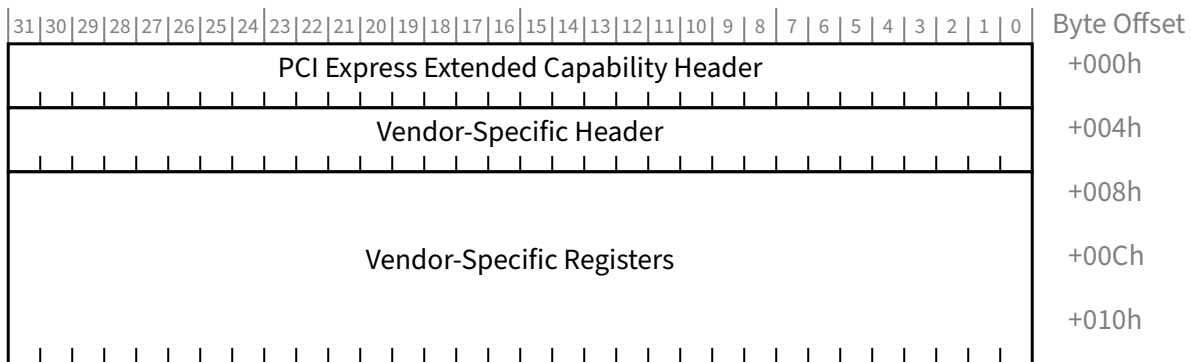 31 30 29 28 27 26 25 24 23 22 21 20 19 18 17 16 15 14 13 12 11 10 9 8 7 6 5 4 3 2 1 0 Byte Offset
PCI Express Extended Capability Header +000h
Vendor-Specific Header +004h
+008h
Vendor-Specific Registers +00Ch
+010h